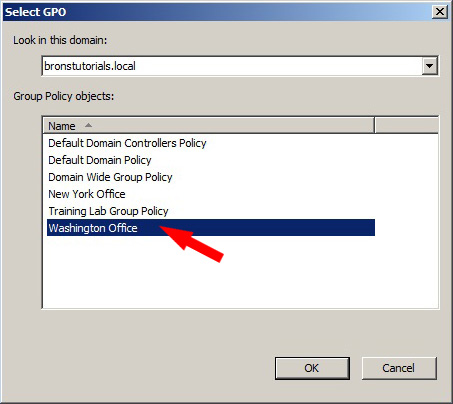 Select GPO
Look in this domain:
bronstutorials.local
Group Policy objects:
Name
Default Domain Controllers Policy
Default Domain Policy
Domain Wide Group Policy
New York Office
Training Lab Group Policy
Washington Office
OK Cancel